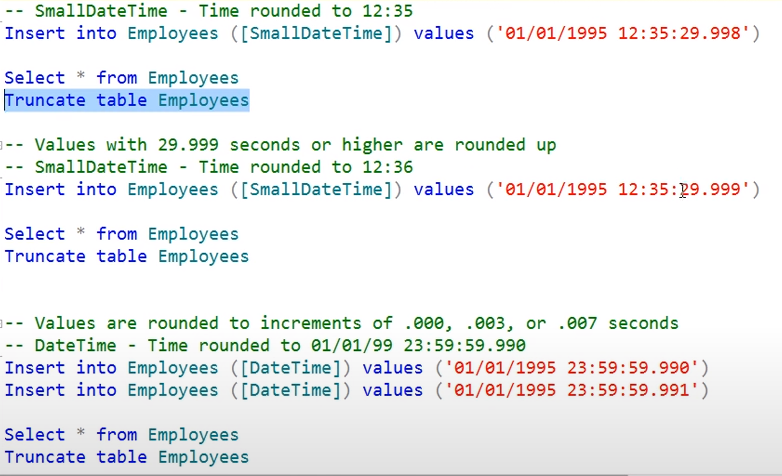 -- SmallDateTime - Time rounded to 12:35
Insert into Employees ([SmallDateTime]) values ('01/01/1995 12:35:29.998')
Select * from Employees
Truncate table Employees
-- Values with 29.999 seconds or higher are rounded up
-- SmallDateTime - Time rounded to 12:36
Insert into Employees ([SmallDateTime]) values ('01/01/1995 12:35:29.999')
Select * from Employees
Truncate table Employees
-- Values are rounded to increments of .000, .003, or .007 seconds
-- DateTime - Time rounded to 01/01/99 23:59:59.990
Insert into Employees ([DateTime]) values ('01/01/1995 23:59:59.990')
Insert into Employees ([DateTime]) values ('01/01/1995 23:59:59.991')
Select * from Employees
Truncate table Employees